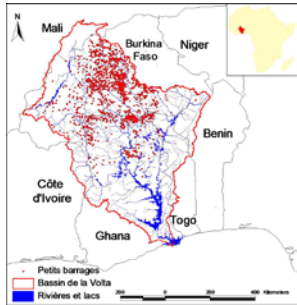 N
Mali
Burkina
Faso
Niger
Benin
Côte
d'Ivoire
Togo
Ghana
Petits barrages
Bassin de la Volta
Rivières et lacs
200 0 200 400 Kilometers